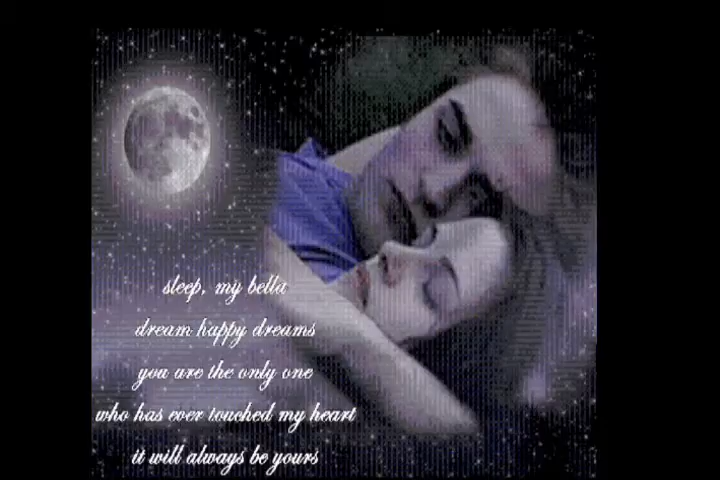 sleep, my bella
dream happy dreams
you are the only one
who has ever touched my heart
it will always be yours